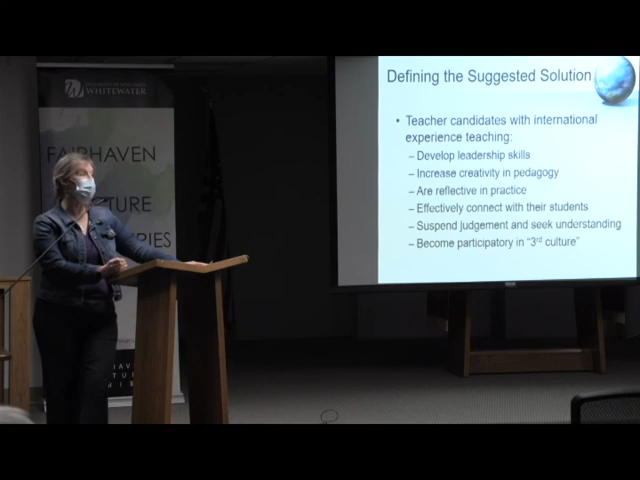 WHITEWATER
FAIRHAVEN
LECTURE
SERIES
Defining the Suggested Solution
• Teacher candidates with international
experience teaching:
– Develop leadership skills
– Increase creativity in pedagogy
– Are reflective in practice
– Effectively connect with their students
– Suspend judgement and seek understanding
– Become participatory in “3rd culture”